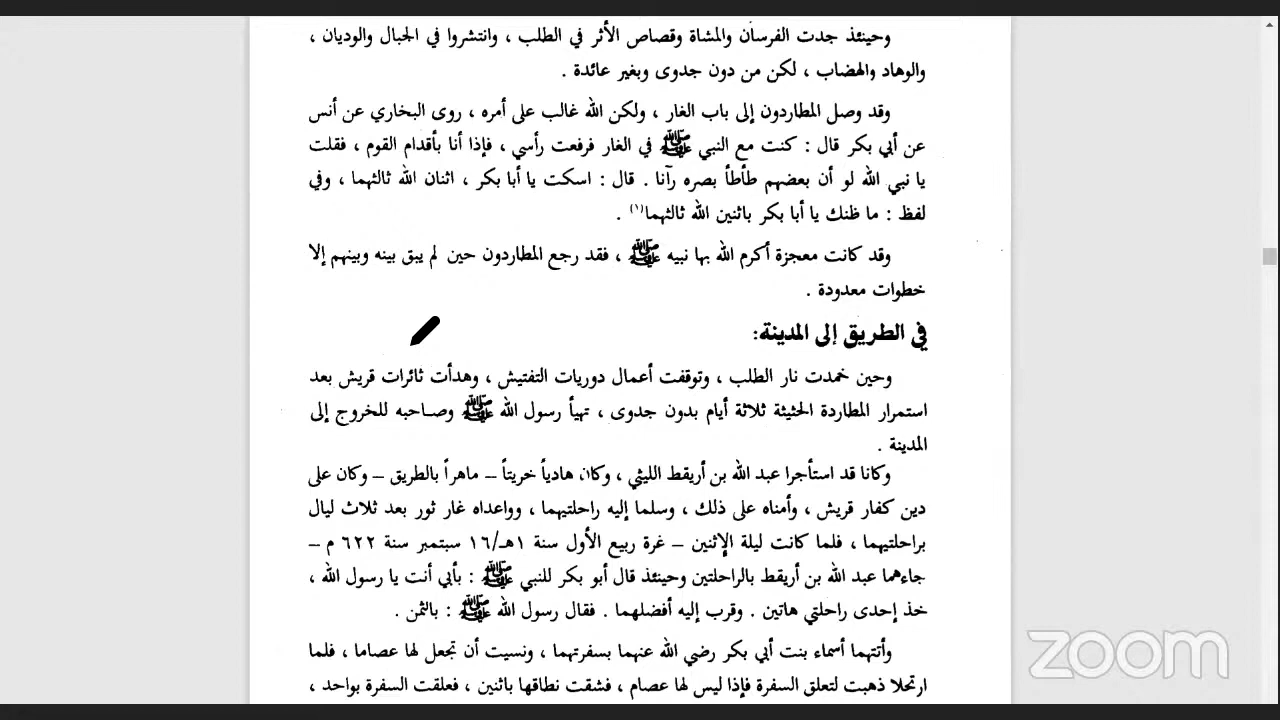 وحينئذ جدت الفرسان والمشاة وقصاص الأثر في الطلب ، وانتشروا في الجبال والوديان ،
والوهاد والهضاب ، لكن من دون جدوى وبغير عائدة .
وقد وصل المطاردون إلى باب الغار ، ولكن الله غالب على أمره ، روى البخاري عن أنس
عن أبي بكر قال : كنت مع النبي ﷺ في الغار فرفعت رأسي ، فإذا أنا بأقدام القوم ، فقلت
يا نبي الله لو أن بعضهم طأطأ بصره رآنا . قال : اسكت يا أبا بكر ، اثنان الله ثالثهما ، وفي
لفظ : ما ظنك يا أبا بكر باثنين الله ثالثهما(١) .
وقد كانت معجزة أكرم الله بها نبيه ﷺ ، فقد رجع المطاردون حين لم يبق بينه وبينهم إلا
خطوات معدودة .
في الطريق إلى المدينة:
وحين خمدت نار الطلب ، وتوقفت أعمال دوريات التفتيش ، وهدأت ثائرات قريش بعد
استمرار المطاردة الحثيثة ثلاثة أيام بدون جدوى ، تهيأ رسول الله ﷺ وصاحبه للخروج إلى
المدينة .
وكانا قد استأجرا عبد الله بن أريقط الليثي ، وكان هادياً خريتاً – ماهراً بالطريق – وكان على
دين كفار قريش ، وأمناه على ذلك ، وسلما إليه راحلتيهما ، وواعداه غار ثور بعد ثلاث ليال
براحلتيهما ، فلما كانت ليلة الإثنين – غرة ربيع الأول سنة ١هـ/١٦ سبتمبر سنة ٦٢٢ م –
جاءهما عبد الله بن أريقط بالراحلتين وحينئذ قال أبو بكر للنبي ﷺ : بأبي أنت يا رسول الله ،
خذ إحدى راحلتي هاتين . وقرب إليه أفضلهما . فقال رسول الله ﷺ : بالثمن .
وأتتهما أسماء بنت أبي بكر رضي الله عنهما بسفرتهما ، ونسيت أن تجعل لها عصاما ، فلما
ارتحلا ذهبت لتعلق السفرة فإذا ليس لها عصام ، فشقت نطاقها باثنين ، فعلقت السفرة بواحد ،
zoom